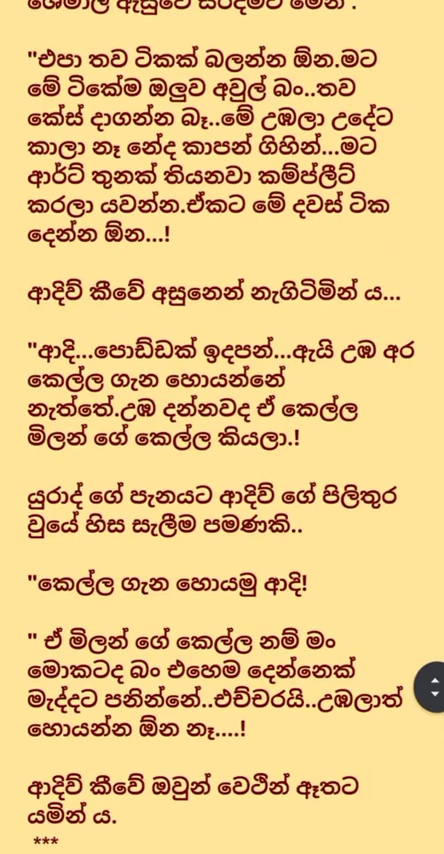 "එපා තව ටිකක් බලන්න ඕන.මට
මේ ටිකේම ඔලුව අවුල් බං..තව
කේස් දාගන්න බෑ..මේ උඹලා උදේට
කාලා නෑ නේද කාපන් ගිහින්...මට
ආර්ට් තුනක් තියනවා කම්ප්ලීට්
කරලා යවන්න.ඒකට මේ දවස් ටික
දෙන්න ඕන...!
ආදිව් කීවේ අසුනෙන් නැගිටිමින් ය...
"ආදි...පොඩ්ඩක් ඉදපන්...ඇයි උඹ අර
කෙල්ල ගැන හොයන්නේ
නැත්තේ.උඹ දන්නවද ඒ කෙල්ල
මිලන් ගේ කෙල්ල කියලා.!
යුරාද් ගේ පැනයට ආදිව් ගේ පිලිතුර
වුයේ හිස සැලීම පමණකි..
"කෙල්ල ගැන හොයමු ආදි!
" ඒ මිලන් ගේ කෙල්ල නම් මං
මොකටද බං එහෙම දෙන්නෙක්
මැද්දට පනින්නේ..එච්චරයි..උඹලාත්
හොයන්න ඕන නෑ....!
ආදිව් කීවේ ඔවුන් වෙථින් ඈතට
යමින් ය.
***